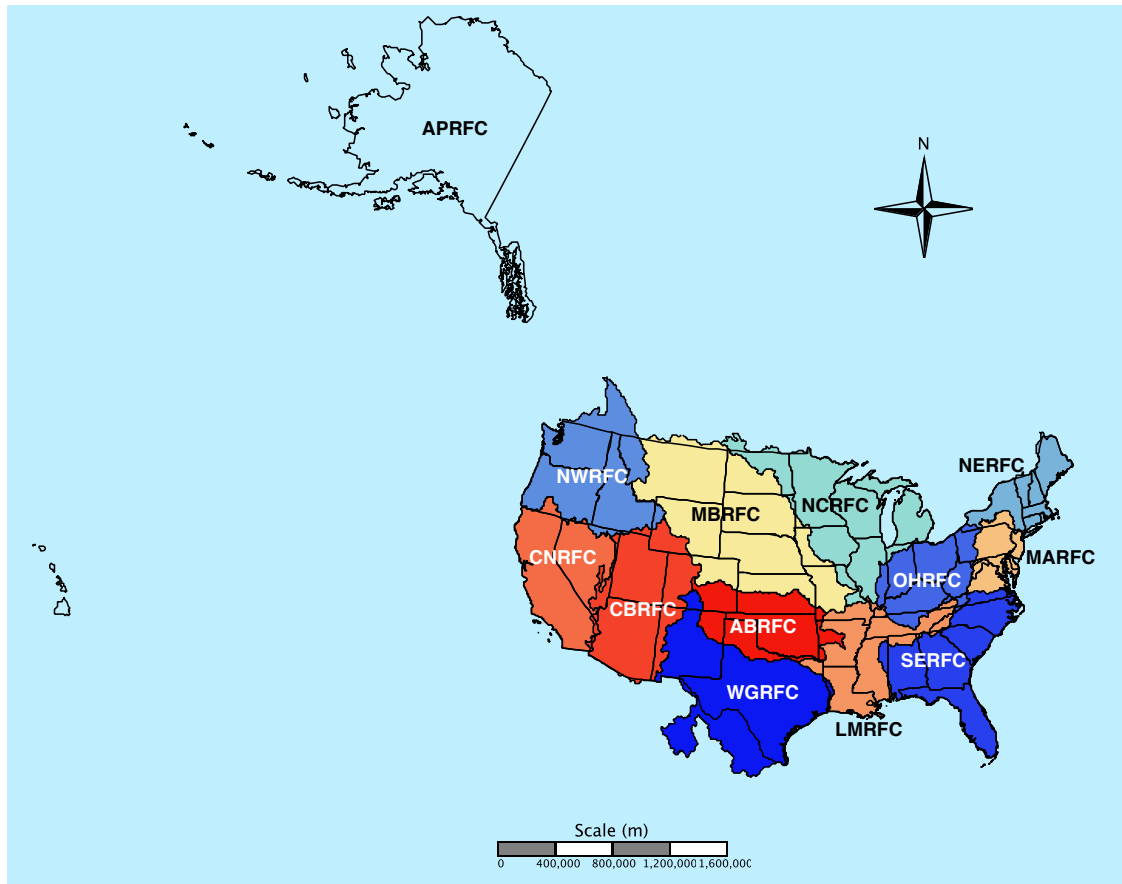 APRFC
N
NERFC
NWRFC
NCRFC
MBRFC
CNRFC
MARFC
OHRFC
CBRFC
ABRFC
SERFC
WGRFC
LMRFC
Scale (m)
0 400,000 800,000 1,200,000 1,600,000